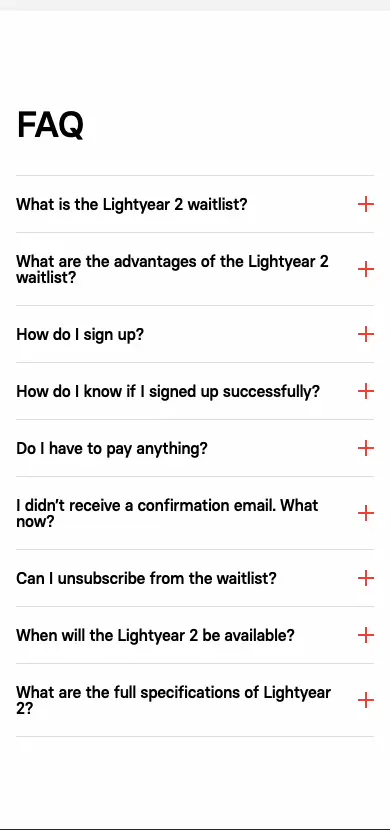 FAQ
What is the Lightyear 2 waitlist?
What are the advantages of the Lightyear 2
waitlist?
How do I sign up?
How do I know if I signed up successfully?
Do I have to pay anything?
I didn't receive a confirmation email. What
now?
Can I unsubscribe from the waitlist?
When will the Lightyear 2 be available?
What are the full specifications of Lightyear
2?